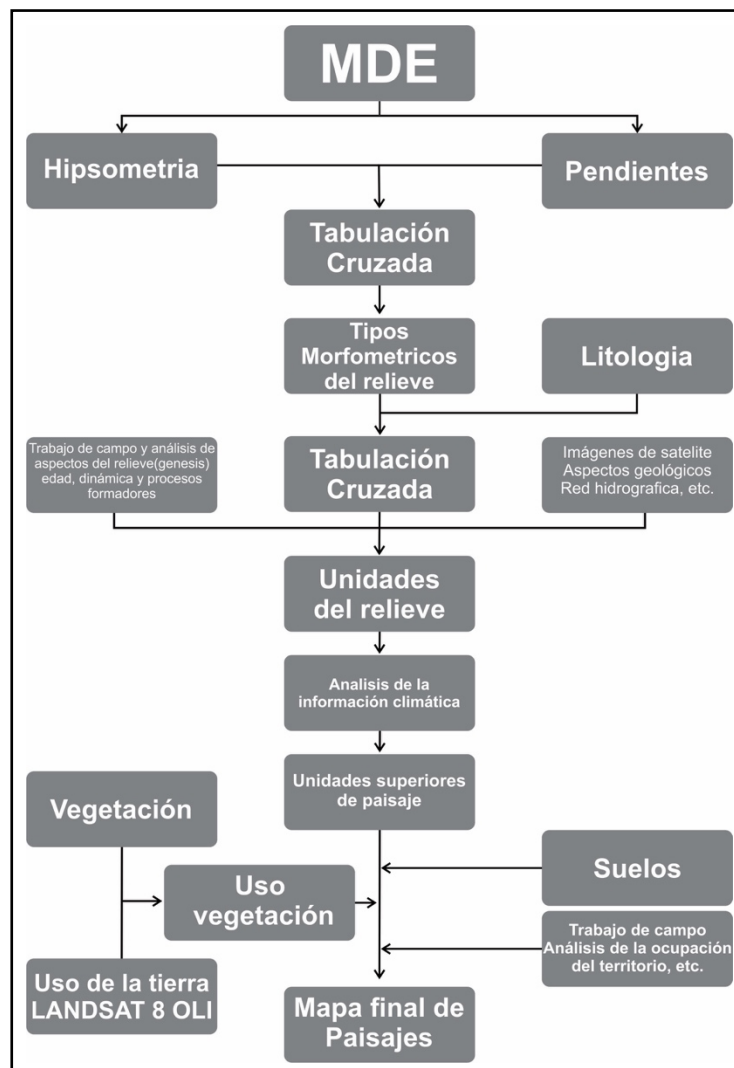 MDE
Hipsometria
Pendientes
Tabulación
Cruzada
Tipos
Morfometricos
del relieve
Litologia
Trabajo de campo y análisis de
aspectos del relieve(genesis)
edad, dinámica y procesos
formadores
Tabulación
Cruzada
Imágenes de satelite
Aspectos geológicos
Red hidrografica, etc.
Unidades
del relieve
Analisis de la
información climática
Unidades superiores
de paisaje
Vegetación
Uso
vegetación
Suelos
Trabajo de campo
Análisis de la ocupación
del territorio, etc.
Uso de la tierra
LANDSAT 8 OLI
Mapa final de
Paisajes